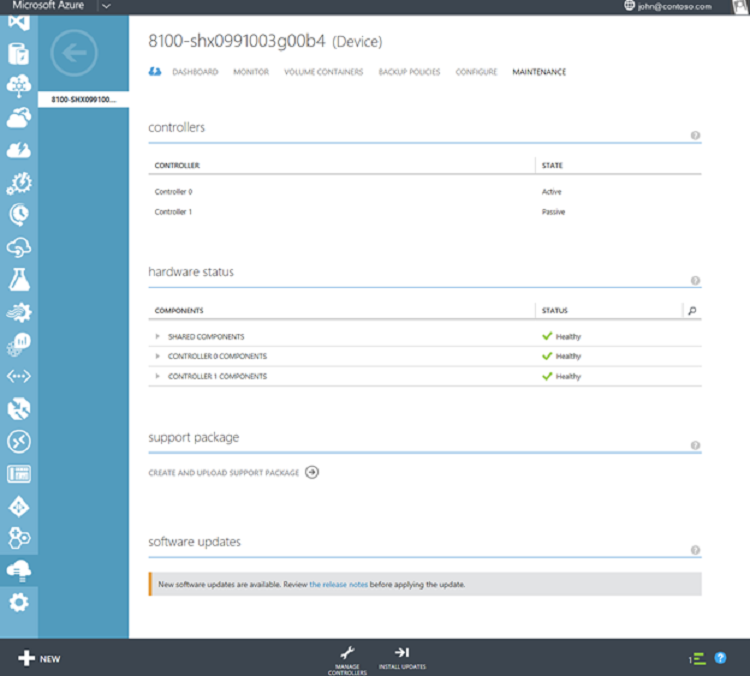 Microsoft Azure
john@contoso.com
8100-SHX099100...
8100-shx0991003g00b4 (Device)
DASHBOARD MONITOR VOLUME CONTAINERS BACKUP POLICIES CONFIGURE MAINTENANCE
controllers
CONTROLLER STATE
Controller 0 Active
Controller 1 Passive
hardware status
COMPONENTS STATUS
SHARED COMPONENTS Healthy
CONTROLLER 0 COMPONENTS Healthy
CONTROLLER 1 COMPONENTS Healthy
support package
CREATE AND UPLOAD SUPPORT PACKAGE
software updates
New software updates are available. Review the release notes before applying the update.
NEW
MANAGE
CONTROLLERS
INSTALL UPDATES
1